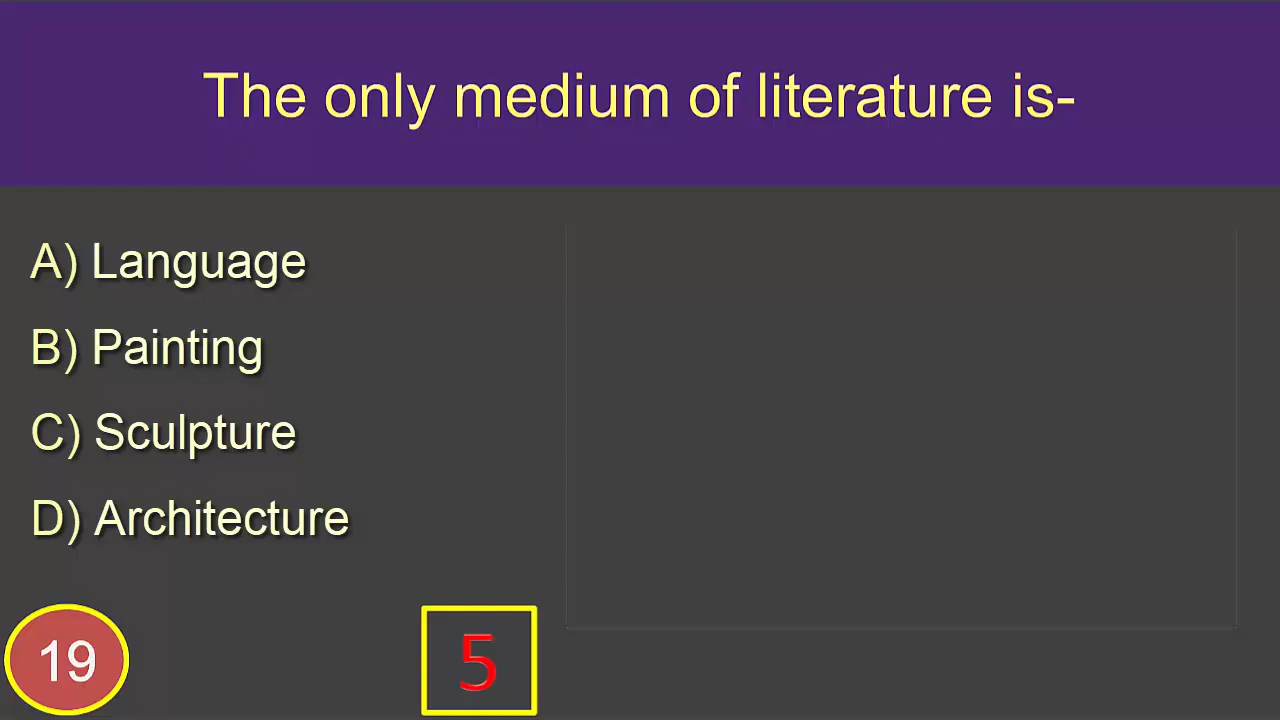 The only medium of literature is-
A) Language
B) Painting
C) Sculpture
D) Architecture
19
5